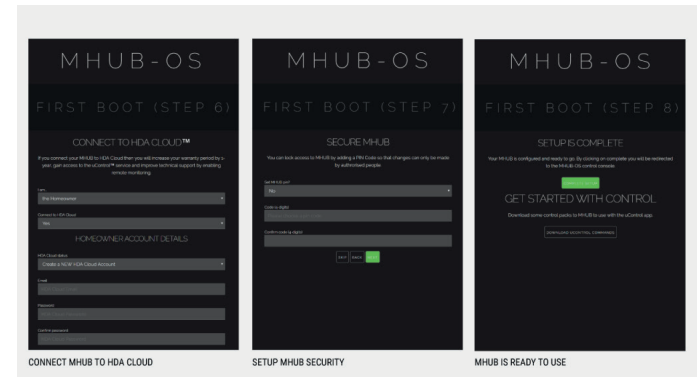 MHUB-OS
FIRST BOOT (STEP 6)
CONNECT TO HDA CLOUD™
If you connect your MHUB to HDA Cloud then you will increase your warranty period by 1-
year, gain access to the uControl™ service and improve technical support by enabling
remote monitoring.
I am
the Homeowner
Connect to HDA Cloud
Yes
HOMEOWNER ACCOUNT DETAILS
HDA Cloud status
Create a NEW HDA Cloud Account
Email
Password
Confirm password
CONNECT MHUB TO HDA CLOUD
MHUB-OS
FIRST BOOT (STEP 7)
SECURE MHUB
You can lock access to MHUB by adding a PIN Code so that changes can only be made
by authorised people.
Set MHUB pin?
No
Code (4 digits)
Confirm code (4 digits)
SKIP
BACK
NEXT
SETUP MHUB SECURITY
MHUB-OS
FIRST BOOT (STEP 8)
SETUP IS COMPLETE
Your MHUB is configured and ready to go. By clicking on complete you will be redirected
to the MHUB-OS control console.
GET STARTED WITH CONTROL
Download some control packs to MHUB to use with the uControl app.
DOWNLOAD UCONTROL COMMANDS
MHUB IS READY TO USE